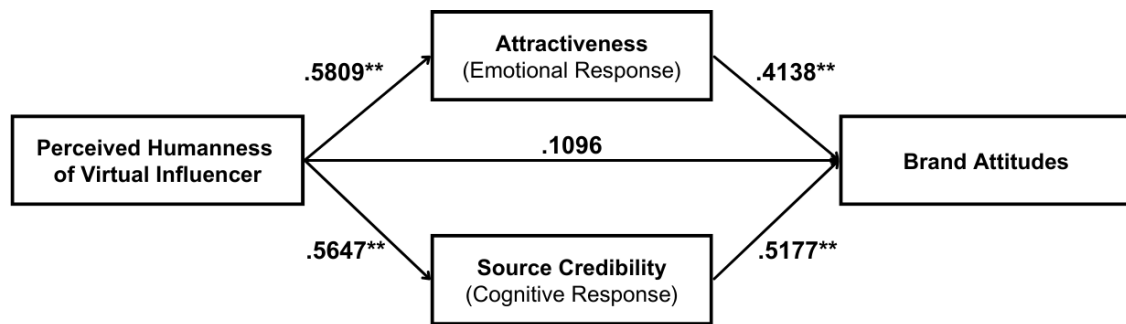 Attractiveness
(Emotional Response)
.5809**
.4138**
Perceived Humanness
of Virtual Influencer
.1096
Brand Attitudes
.5647**
.5177**
Source Credibility
(Cognitive Response)